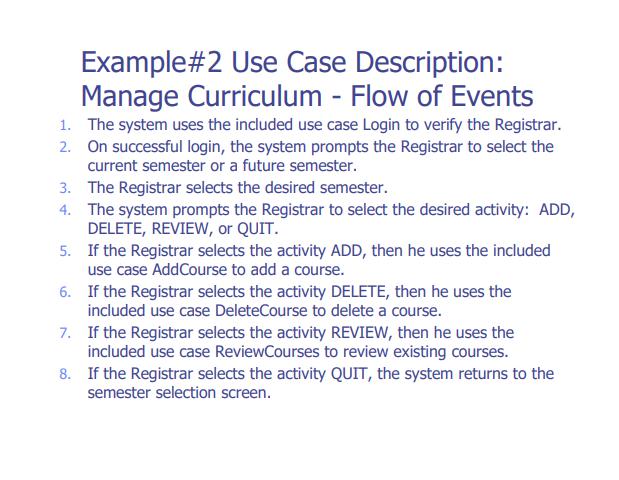 Example#2 Use Case Description:
Manage Curriculum - Flow of Events
1. The system uses the included use case Login to verify the Registrar.
2. On successful login, the system prompts the Registrar to select the
current semester or a future semester.
3. The Registrar selects the desired semester.
4. The system prompts the Registrar to select the desired activity:  ADD,
DELETE, REVIEW, or QUIT.
5. If the Registrar selects the activity ADD, then he uses the included
use case AddCourse to add a course.
6. If the Registrar selects the activity DELETE, then he uses the
included use case DeleteCourse to delete a course.
7. If the Registrar selects the activity REVIEW, then he uses the
included use case ReviewCourses to review existing courses.
8. If the Registrar selects the activity QUIT, the system returns to the
semester selection screen.